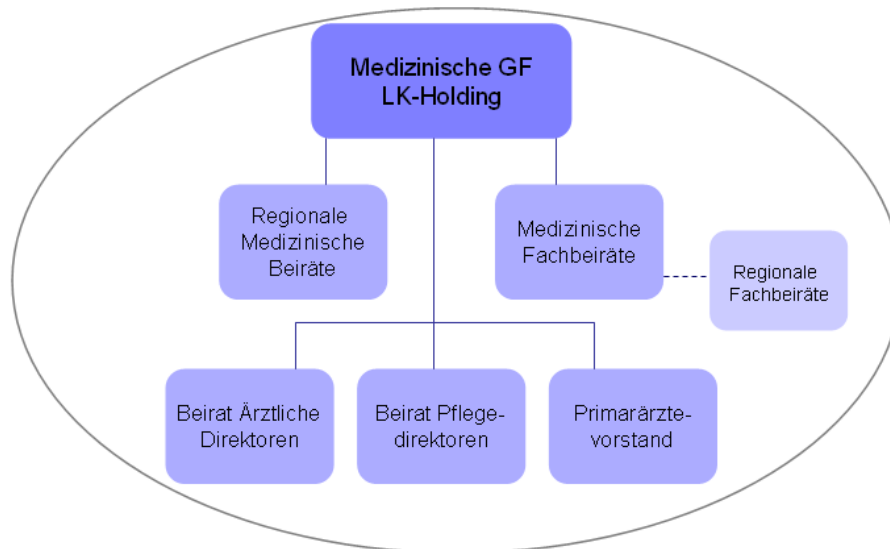 Medizinische GF
LK-Holding
Regionale
Medizinische
Beiräte
Medizinische
Fachbeiräte
Regionale
Fachbeiräte
Beirat Ärztliche
Direktoren
Beirat Pflege-
direktoren
Primarärzte-
vorstand